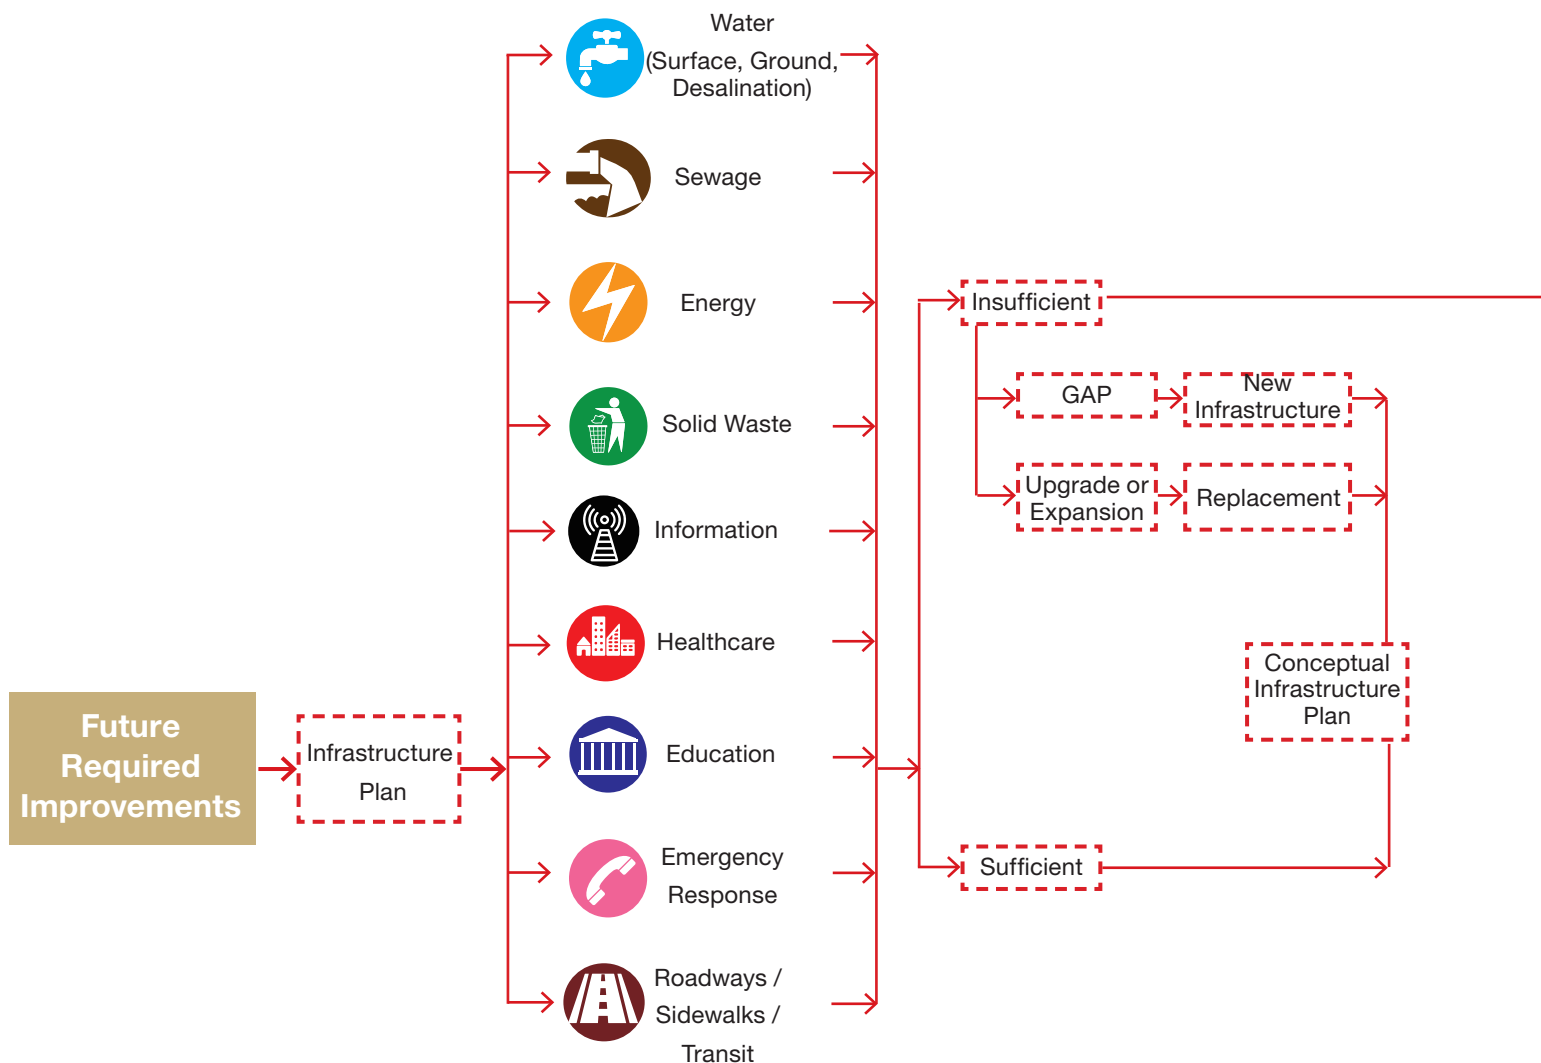 Future
Required
Improvements
Infrastructure
Plan
Water
(Surface, Ground,
Desalination)
Sewage
Energy
Solid Waste
Information
Healthcare
Education
Emergency
Response
Roadways /
Sidewalks /
Transit
Insufficient
GAP
New
Infrastructure
Upgrade or
Expansion
Replacement
Conceptual
Infrastructure
Plan
Sufficient